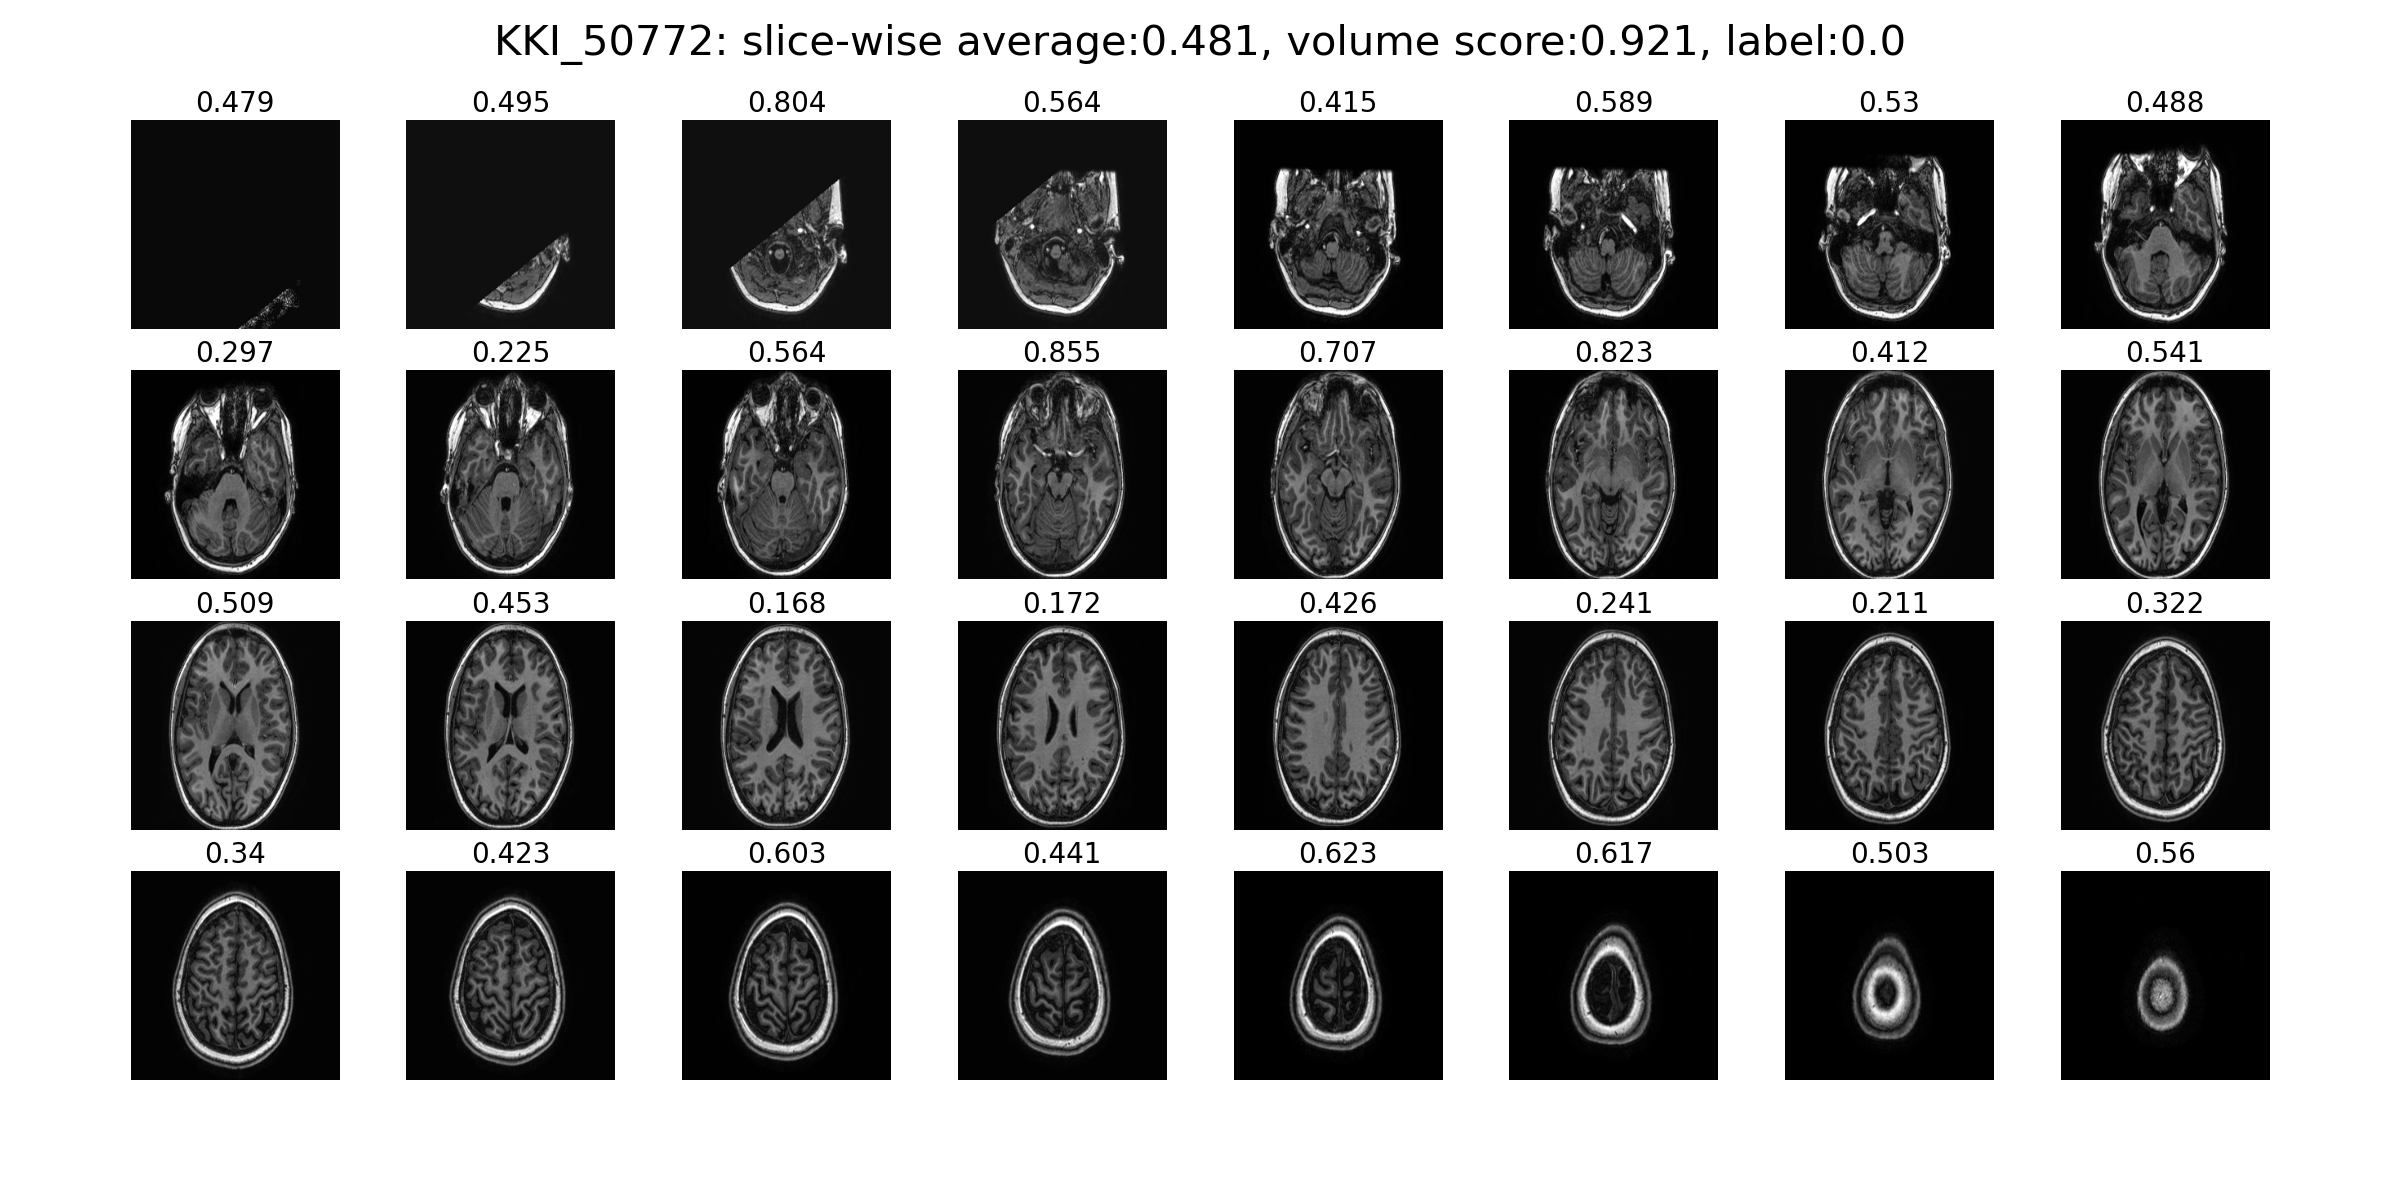 KKI_50772: slice-wise average:0.481, volume score:0.921, label:0.0
0.479 0.495 0.804 0.564 0.415 0.589 0.53 0.488
0.297 0.225 0.564 0.855 0.707 0.823 0.412 0.541
0.509 0.453 0.168 0.172 0.426 0.241 0.211 0.322
0.34 0.423 0.603 0.441 0.623 0.617 0.503 0.56